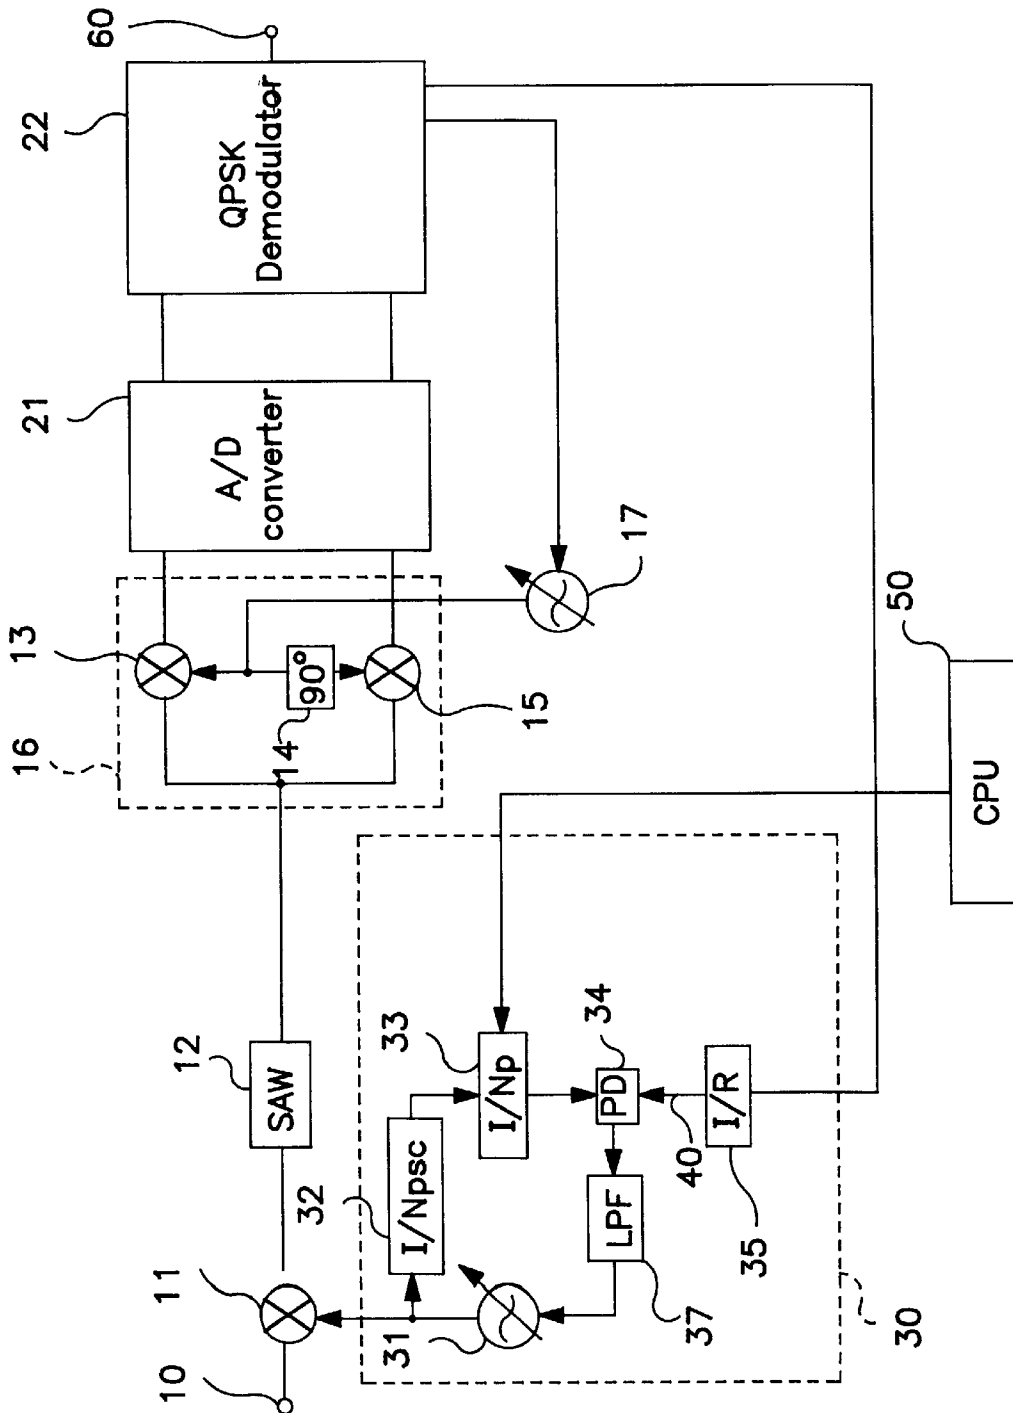 10
11
12
SAW
16
13
14
90°
15
17
21
A/D
converter
22
QPSK
Demodulator
60
30
31
32
I/Npsc
33
I/Np
34
PD
40
I/R
35
LPF
37
50
CPU